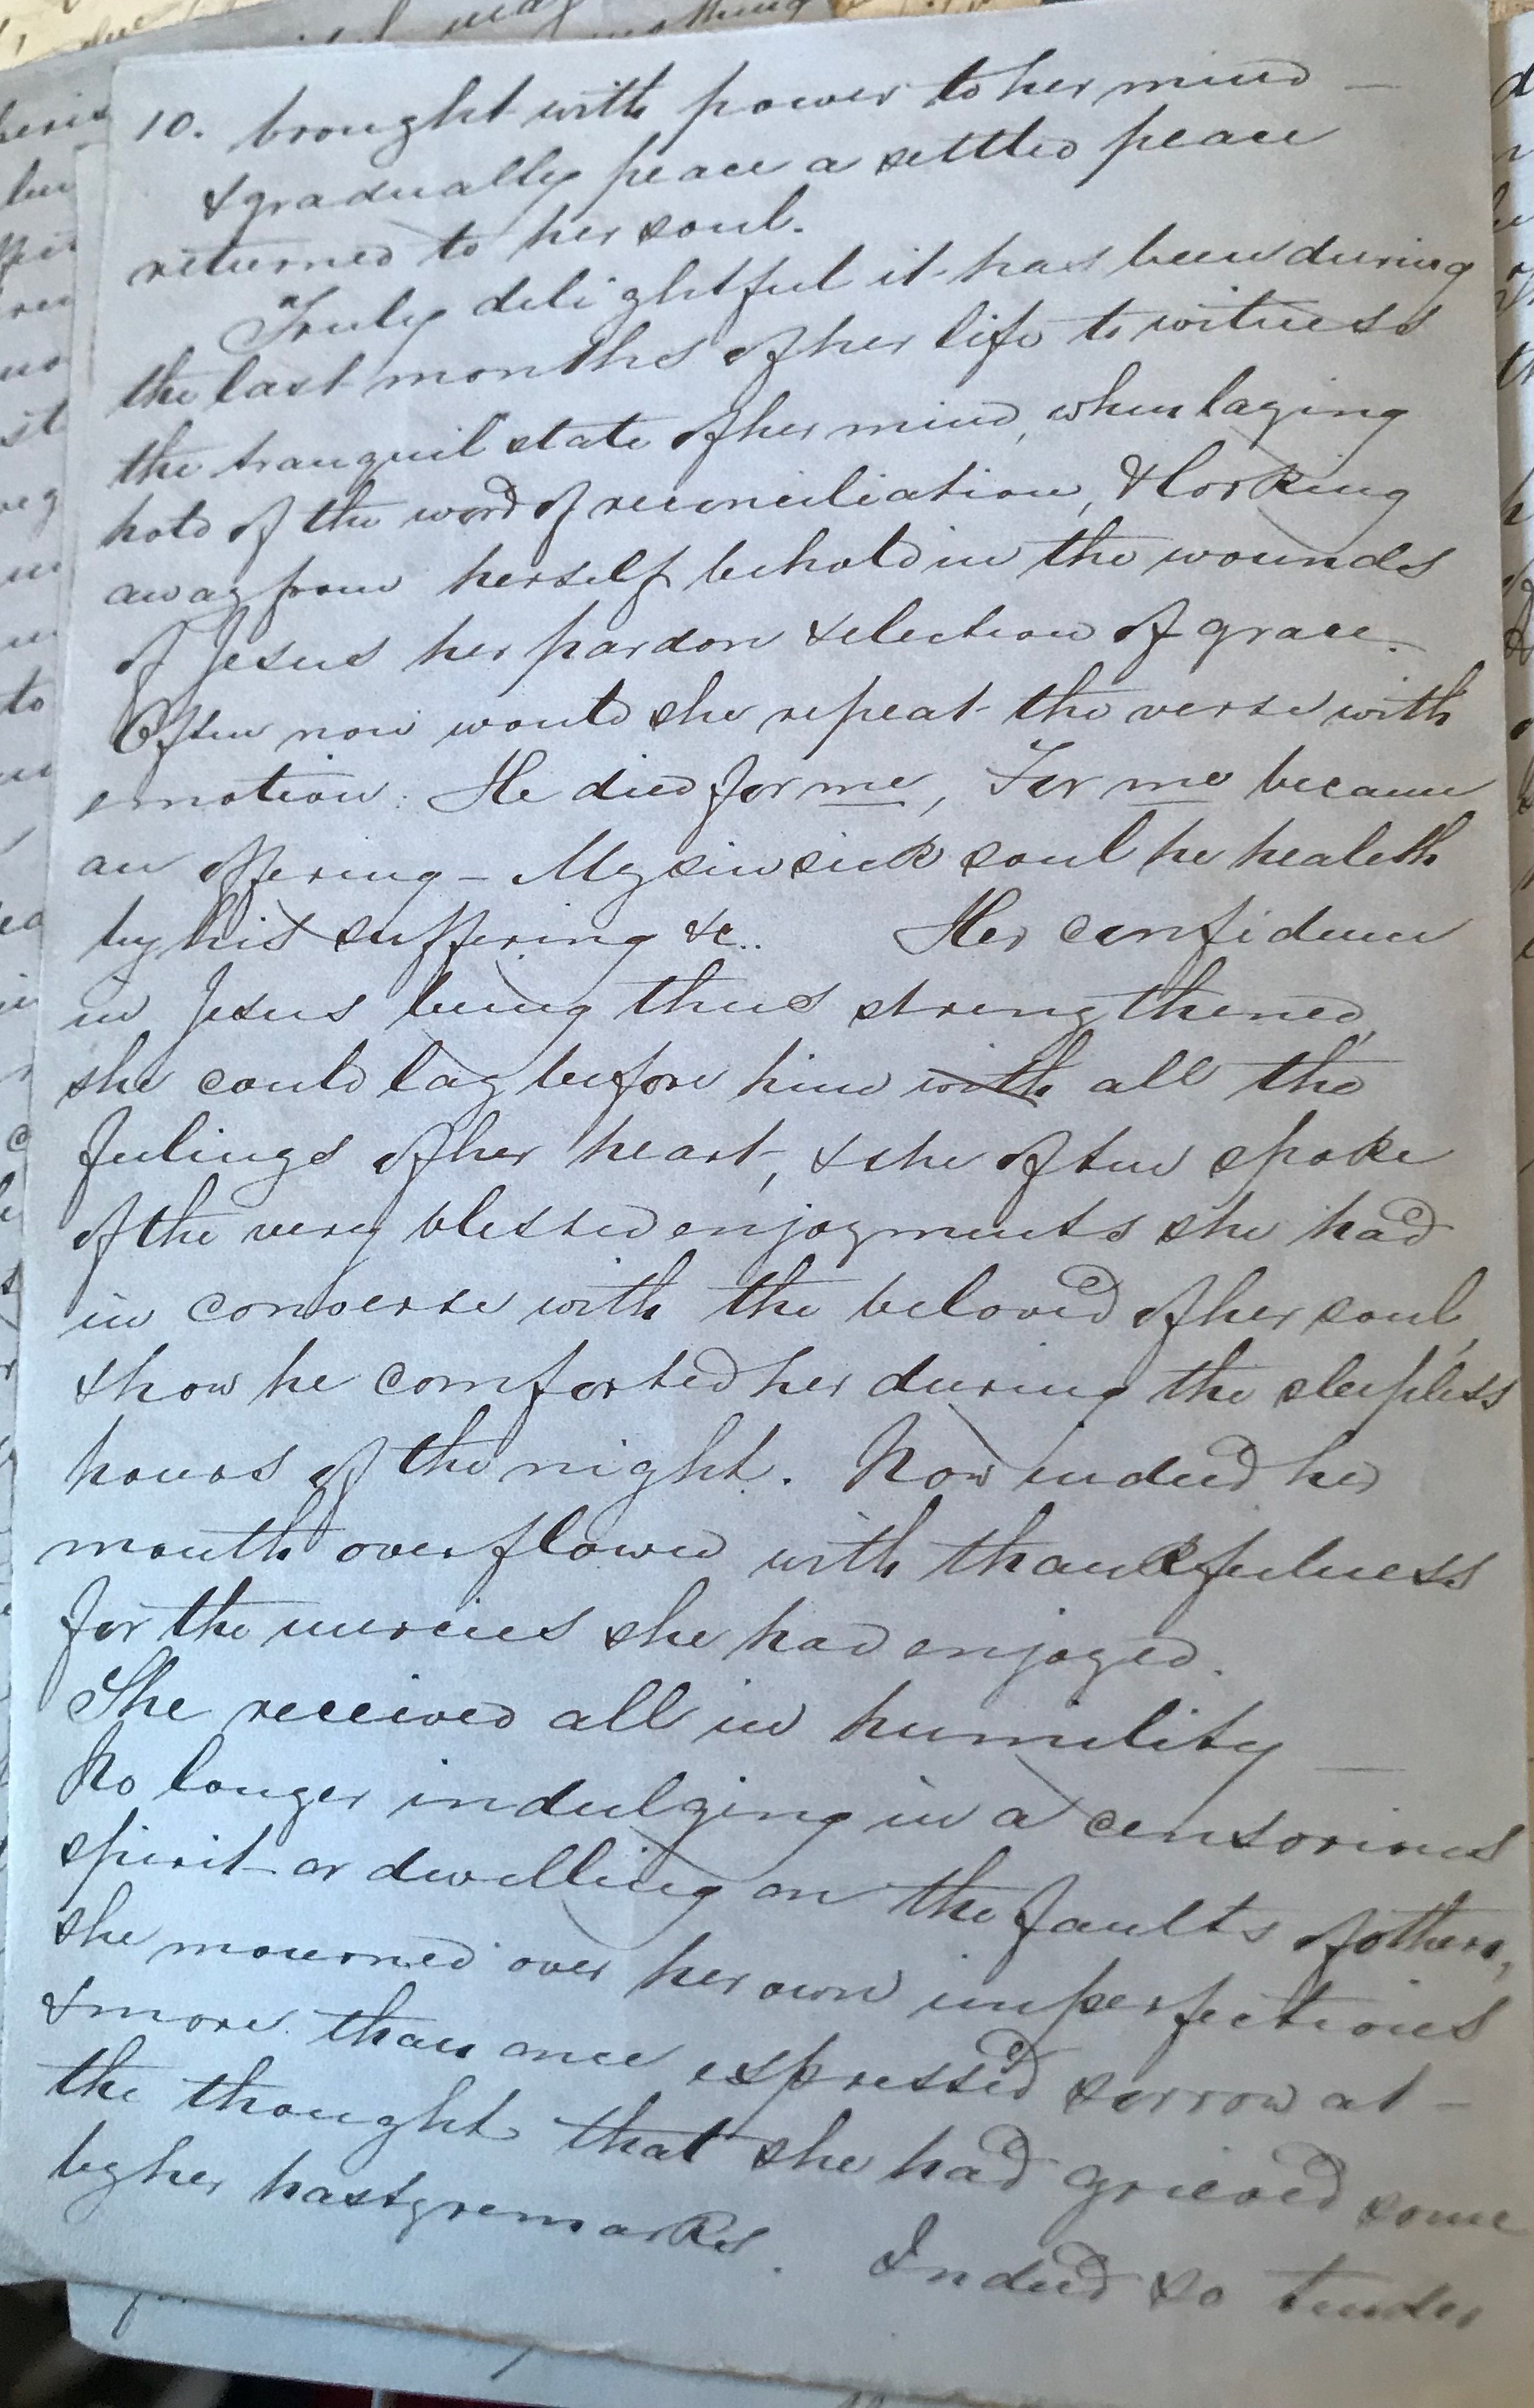 10. brought with power to her mind —
& gradually peace a settled peace
returned to her soul.
Truly delightful it has been during
the last months of her life to witness
the tranquil state of her mind, when laying
hold of the word of reconciliation, & looking
away from herself behold in the wounds
of Jesus her pardon & election of grace.
Often now would she repeat the verse with
emotion: He died for me, For me became
an offering – My sin sick soul he healeth
by his suffering &c.. Her confidence
in Jesus being thus strengthened,
she could lay before him with all the
feelings of her heart, & she often spoke
of the very blessed enjoyments she had
in converse with the beloved of her soul,
& how he comforted her during the sleepless
hours of the night. Now indeed her
mouth overflowed with thankfulness
for the mercies she had enjoyed.
She received all in humility —
No longer indulging in a censorious
spirit or dwelling on the faults of others,
she mourned over her own imperfections
& more than once expressed sorrow at –
the thought that she had grieved some
by her hasty remarks. Indeed so tender